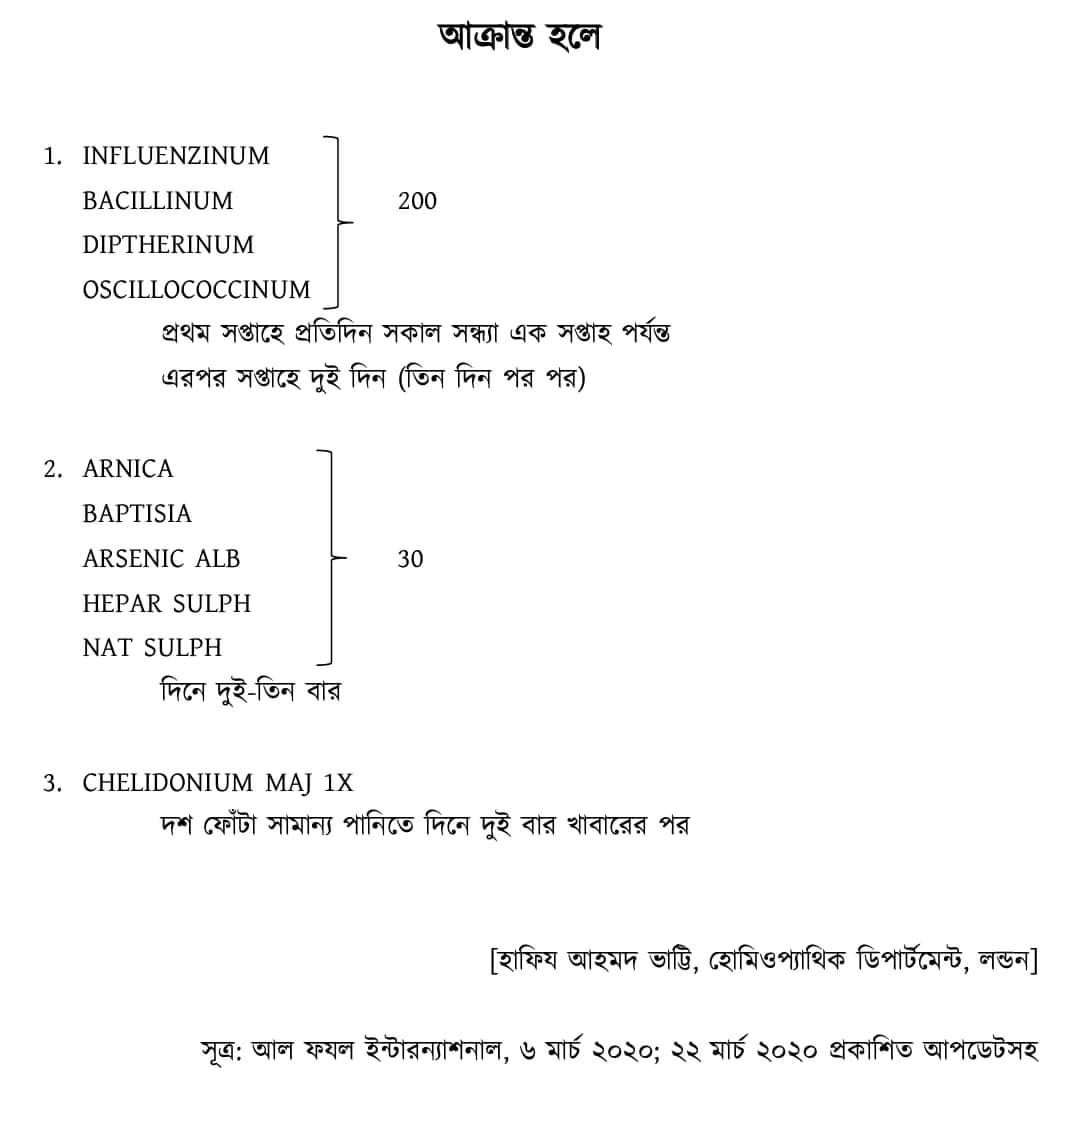 আক্রান্ত হলে
1. INFLUENZINUM
BACILLINUM 200
DIPTHERINUM
OSCILLOCOCCINUM
প্রথম সপ্তাহে প্রতিদিন সকাল সন্ধ্যা এক সপ্তাহ পর্যন্ত
এরপর সপ্তাহে দুই দিন (তিন দিন পর পর)
2. ARNICA
BAPTISIA
ARSENIC ALB 30
HEPAR SULPH
NAT SULPH
দিনে দুই-তিন বার
3. CHELIDONIUM MAJ 1X
দশ ফোঁটা সামান্য পানিতে দিনে দুই বার খাবারের পর
[হাফিয আহমদ ভাট্টি, হোমিওপ্যাথিক ডিপার্টমেন্ট, লন্ডন]
সূত্র: আল ফযল ইন্টারন্যাশনাল, ৬ মার্চ ২০২০; ২২ মার্চ ২০২০ প্রকাশিত আপডেটসহ